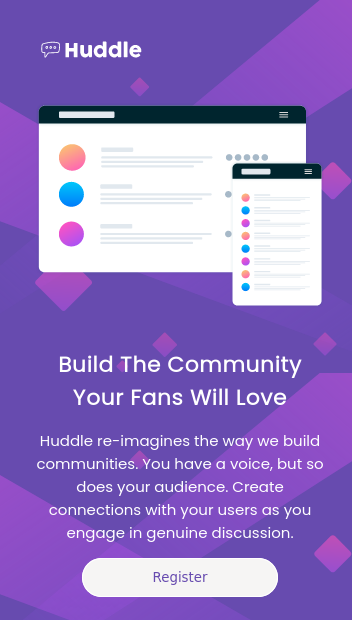 Huddle
Build The Community
Your Fans Will Love
Huddle re-imagines the way we build
communities. You have a voice, but so
does your audience. Create
connections with your users as you
engage in genuine discussion.
Register